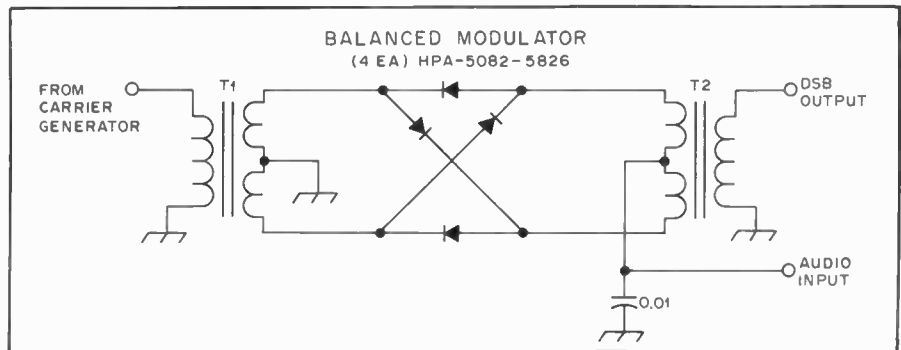 BALANCED MODULATOR
(4 EA) HPA-5082-5826
FROM
CARRIER
GENERATOR
T1
T2
DSB
OUTPUT
AUDIO
INPUT
0.01